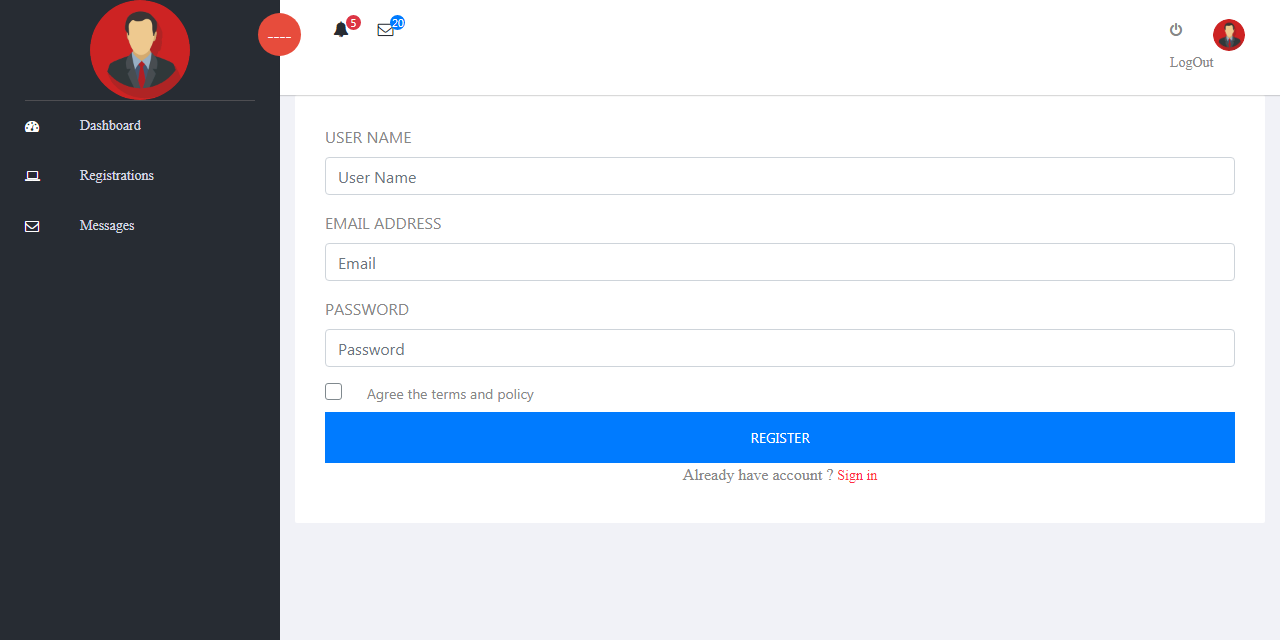 ____
5
20
LogOut
Dashboard
Registrations
Messages
USER NAME
User Name
EMAIL ADDRESS
Email
PASSWORD
Password
Agree the terms and policy
REGISTER
Already have account ? Sign in